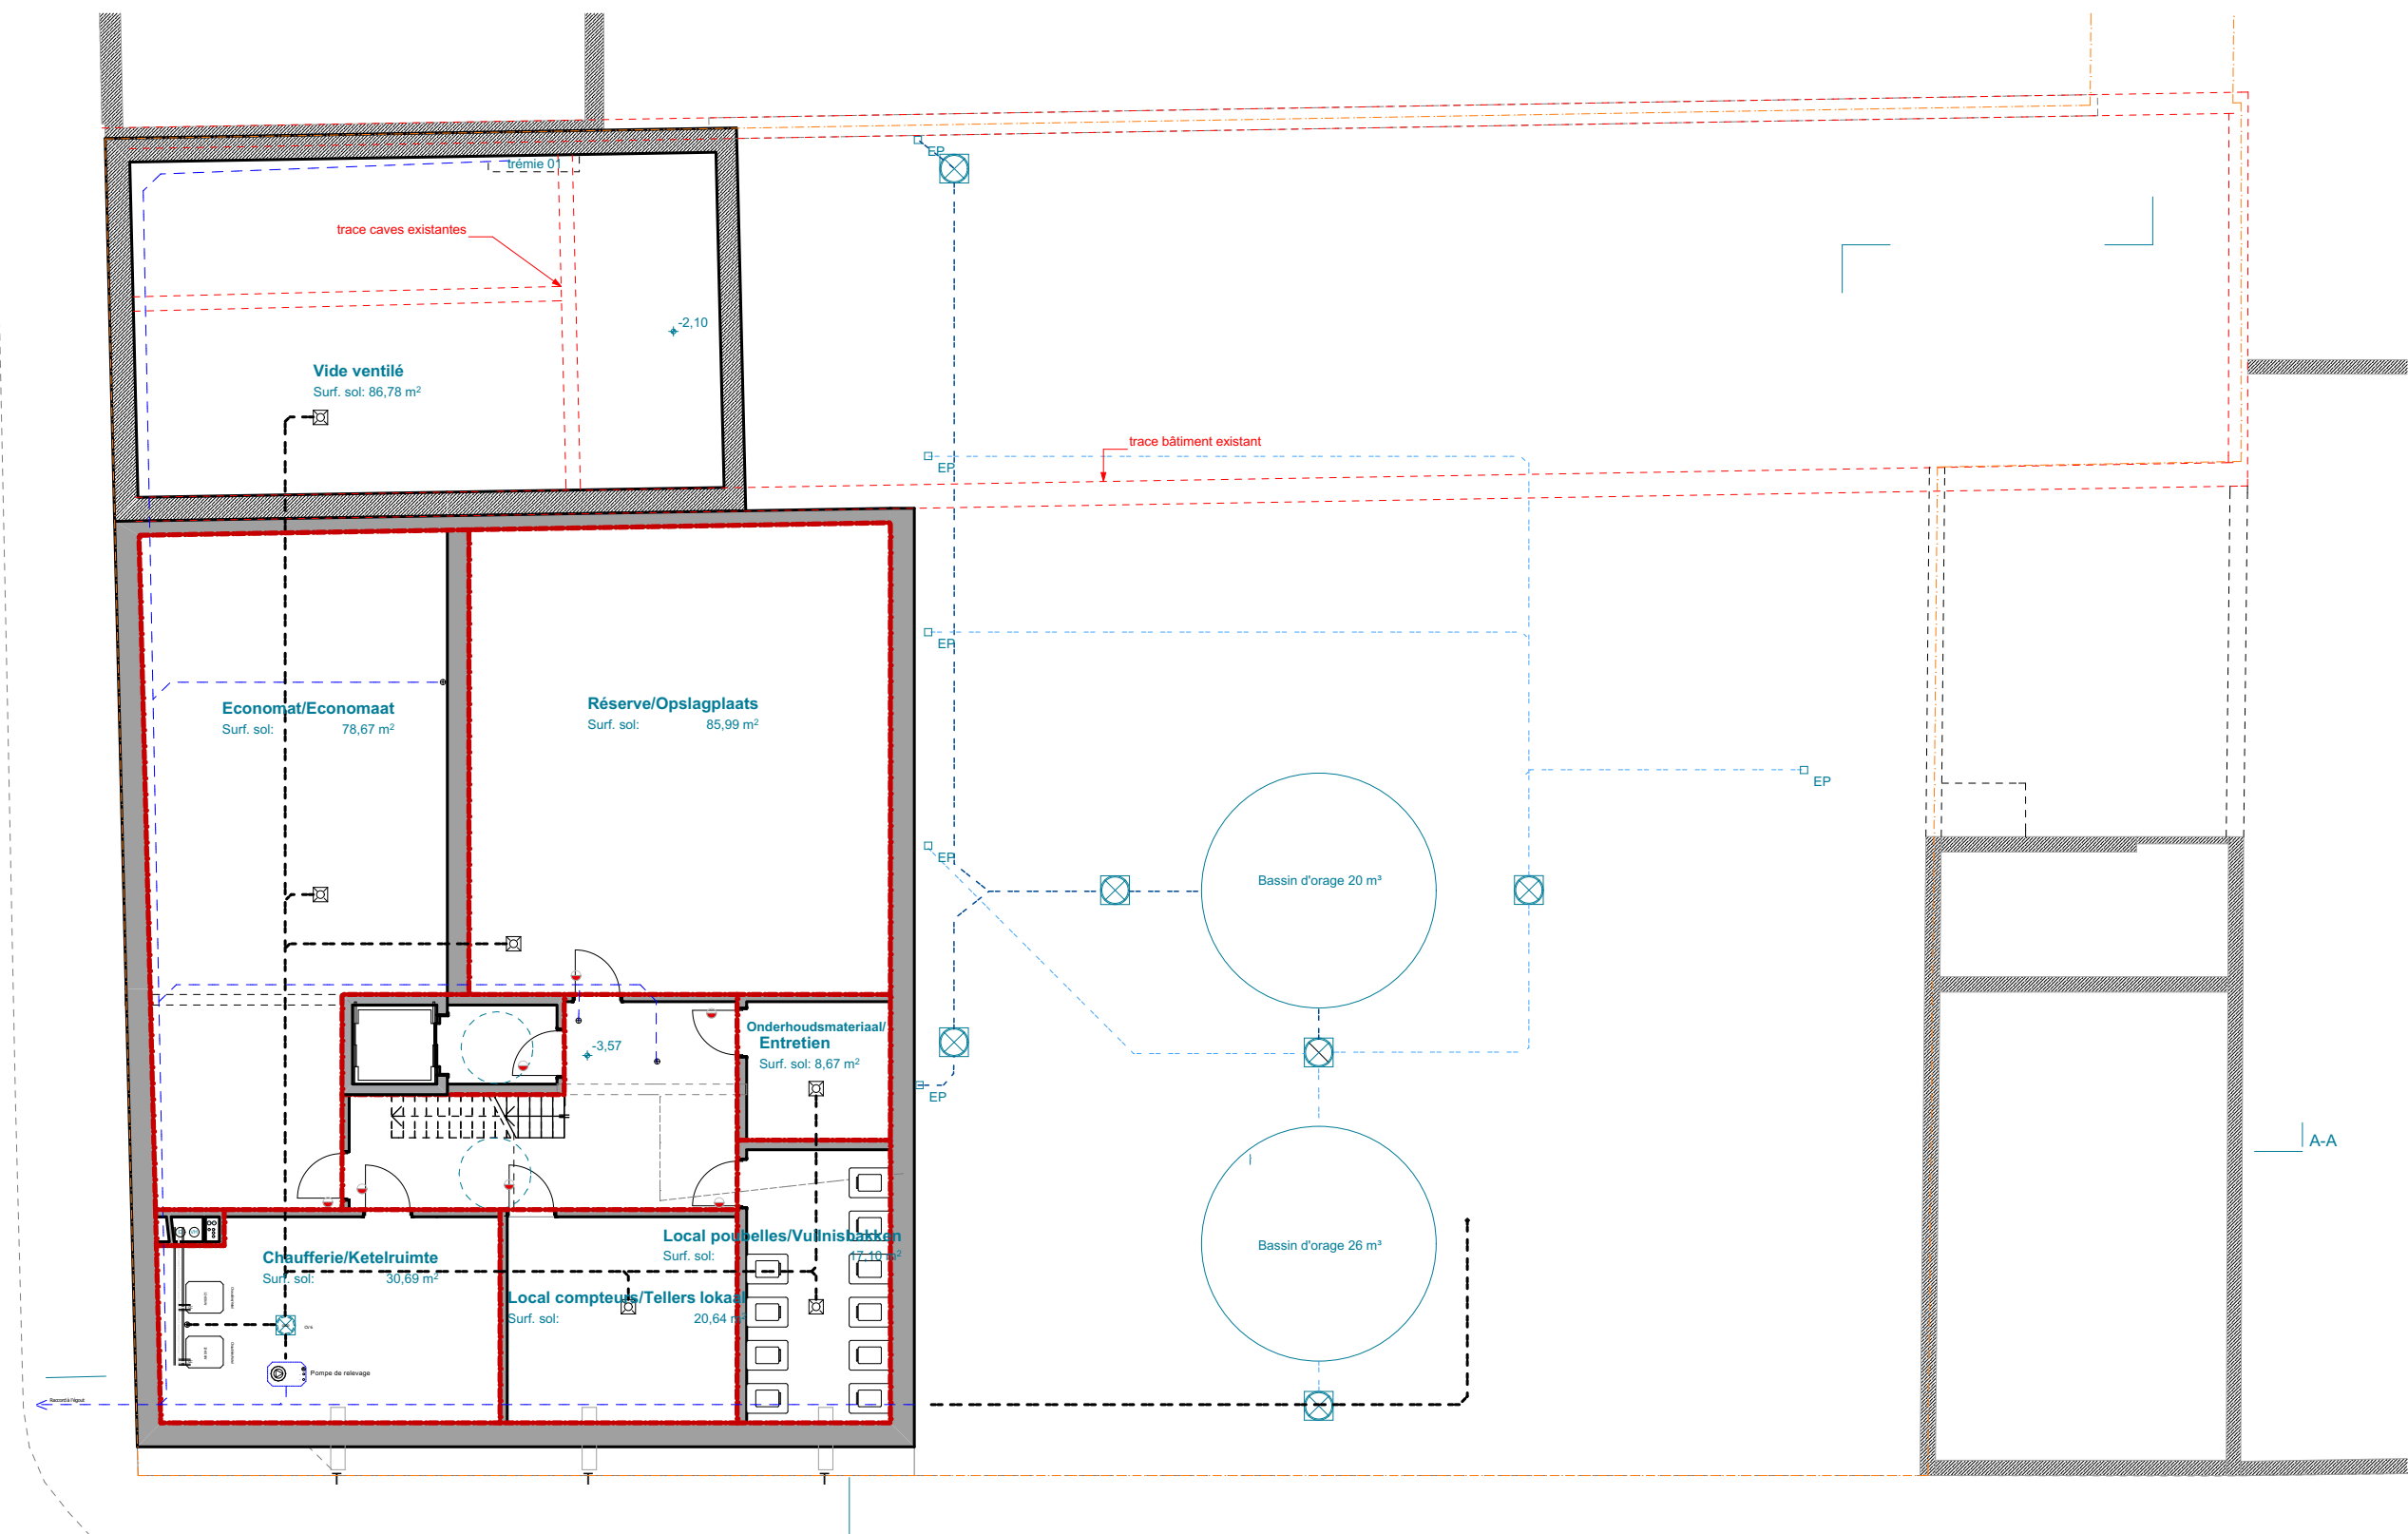 trémie 01
EP
trace caves existantes
-2,10
Vide ventilé
Surf. sol: 86,78 m²
trace bâtiment existant
EP
EP
Economat/Economaat
Surf. sol: 78,67 m²
Réserve/Opslagplaats
Surf. sol: 85,99 m²
EP
EP
Bassin d'orage 20 m³
Onderhoudsmateriaal/
Entretien
Surf. sol: 8,67 m²
-3,57
EP
A-A
Local poubelles/Vuilnisbakken
Surf. sol: 17,10 m²
Bassin d'orage 26 m³
Chaufferie/Ketelruimte
Surf. sol: 30,69 m²
Local compteurs/Tellers lokaal
Surf. sol: 20,64 m²
Pompe de relevage
Raccord à l'égout